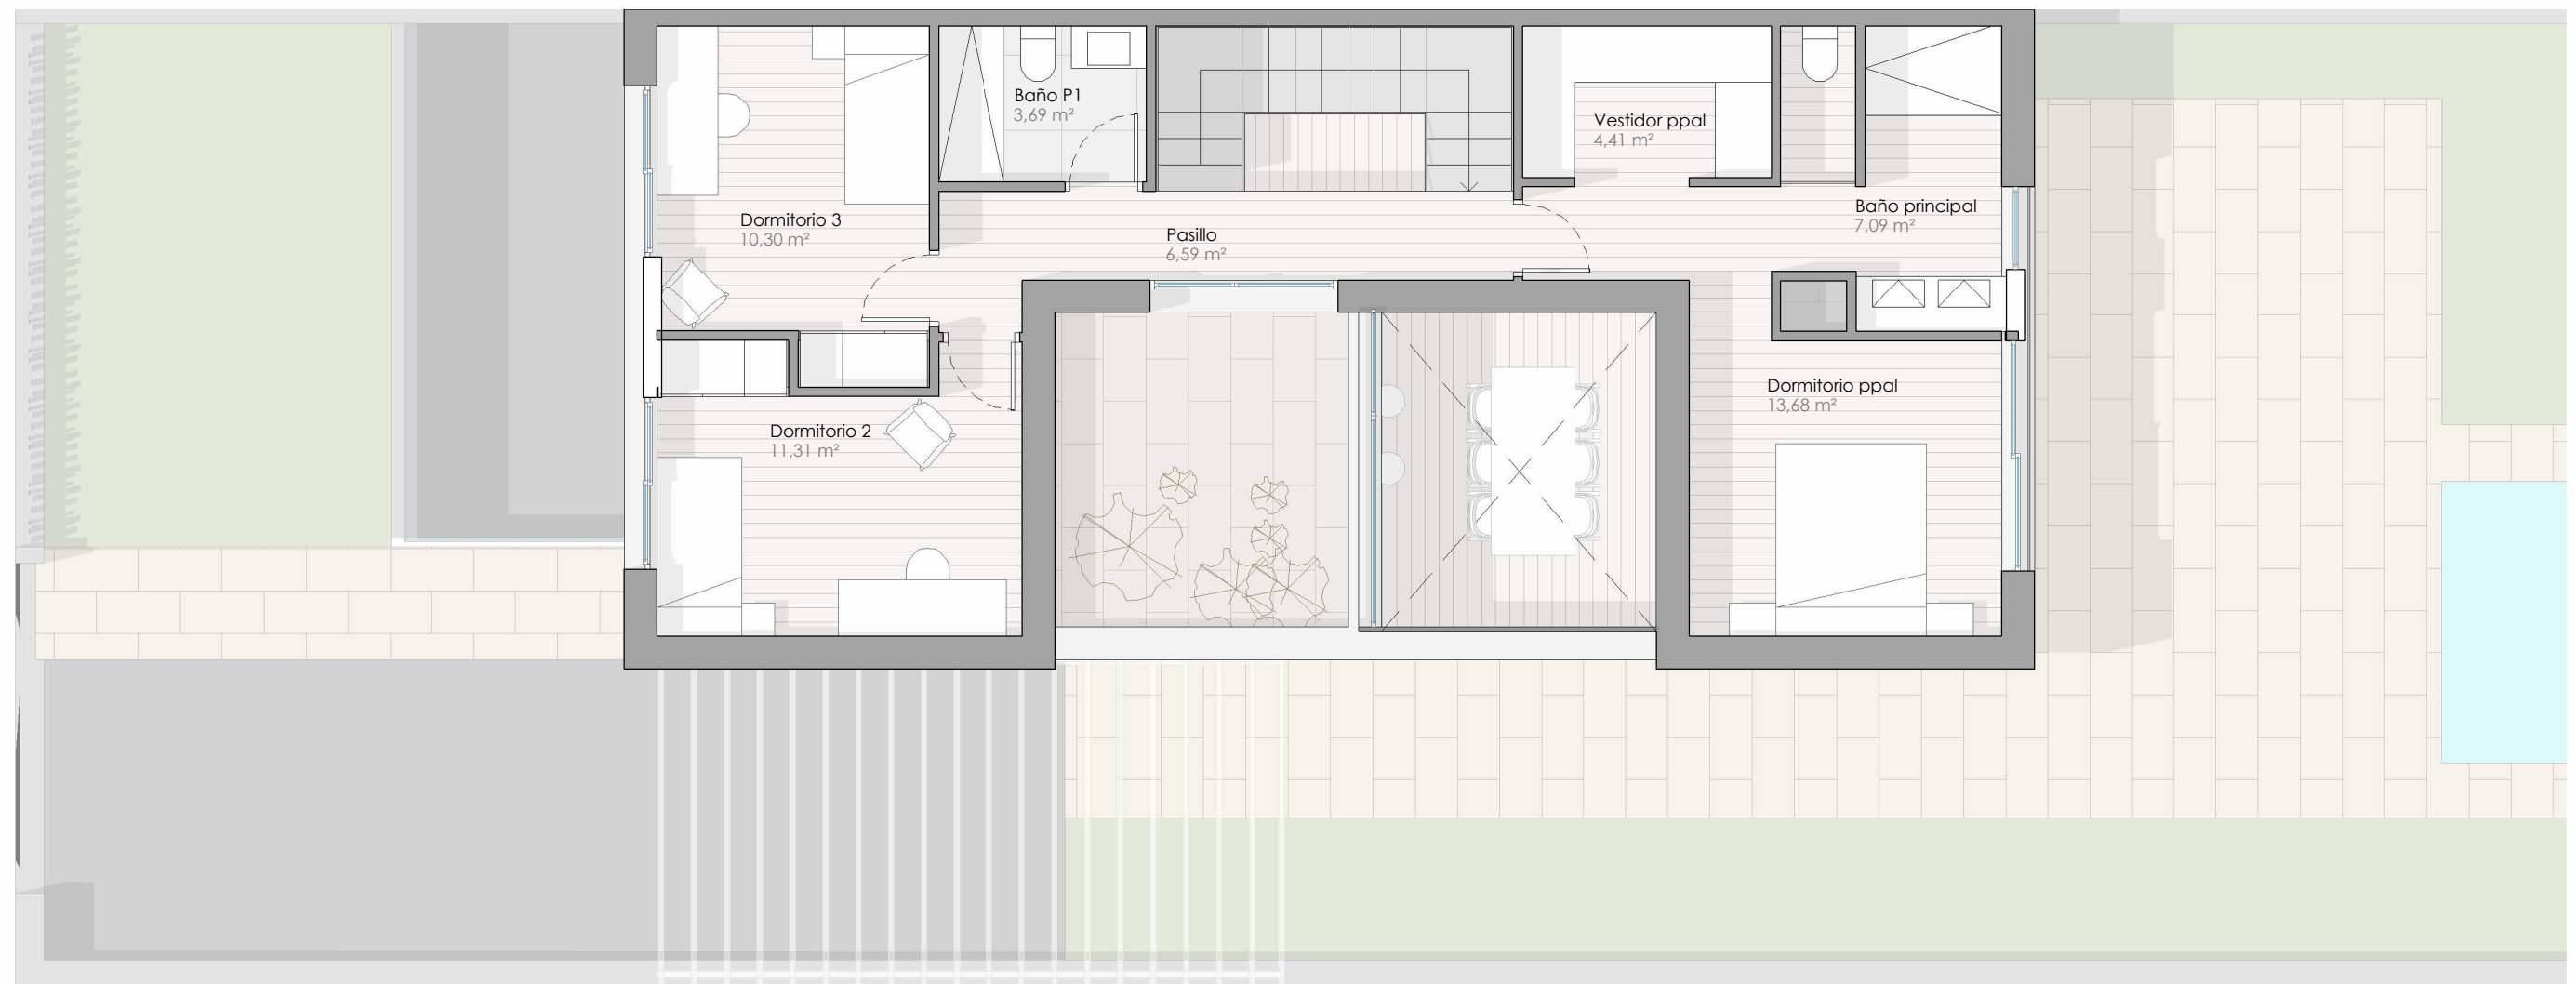 Baño P1
3,69 m²
Vestidor ppal
4,41 m²
Dormitorio 3
10,30 m²
Pasillo
6,59 m²
Baño principal
7,09 m²
Dormitorio ppal
13,68 m²
Dormitorio 2
11,31 m²